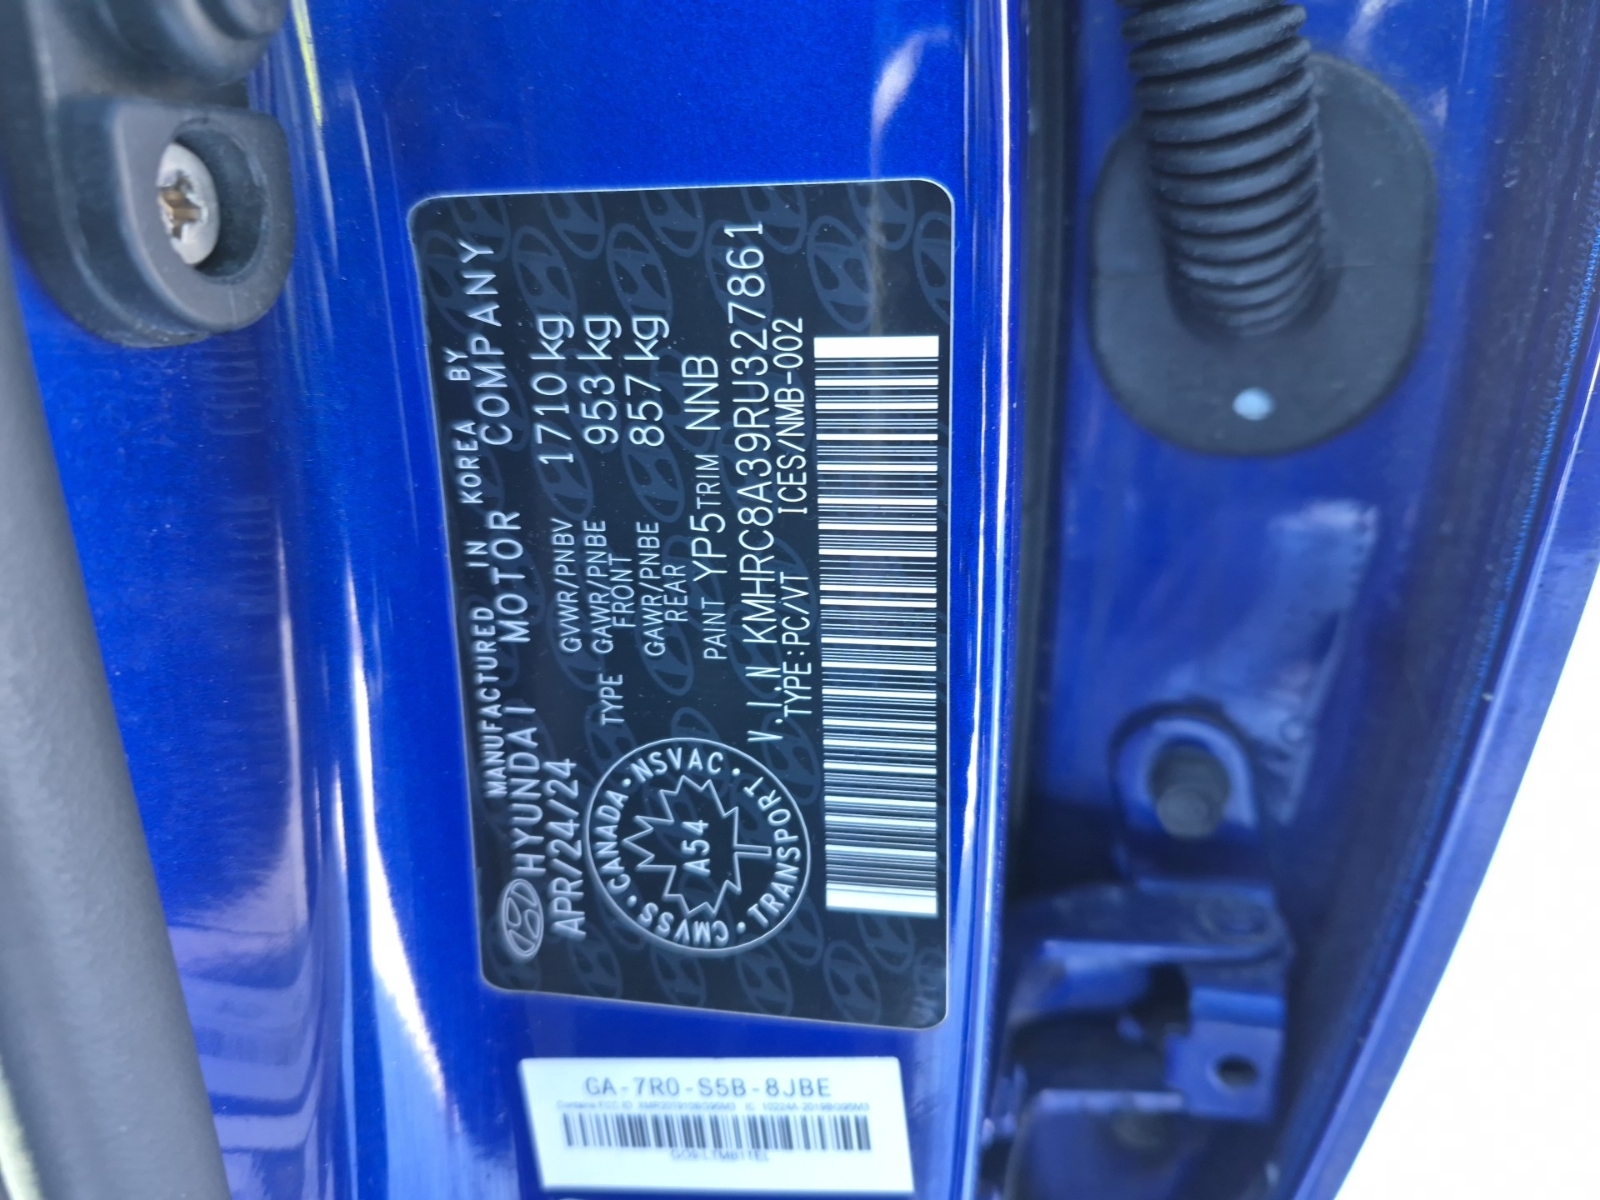 MANUFACTURED IN KOREA BY
HYUNDAI MOTOR COMPANY
APR/24/24
GVWR/PNBV 1710 kg
TYPE GAWR/PNBE FRONT 953 kg
GAWR/PNBE REAR 857 kg
PAINT YP5 TRIM NNB
V.I.N KMHRC8A39RU327861
TYPE:PC/VT ICES/NMB-002
CANADA · NSVAC · TRANSPORT · CMVSS ·
A54
GA-7R0-S5B-8JBE